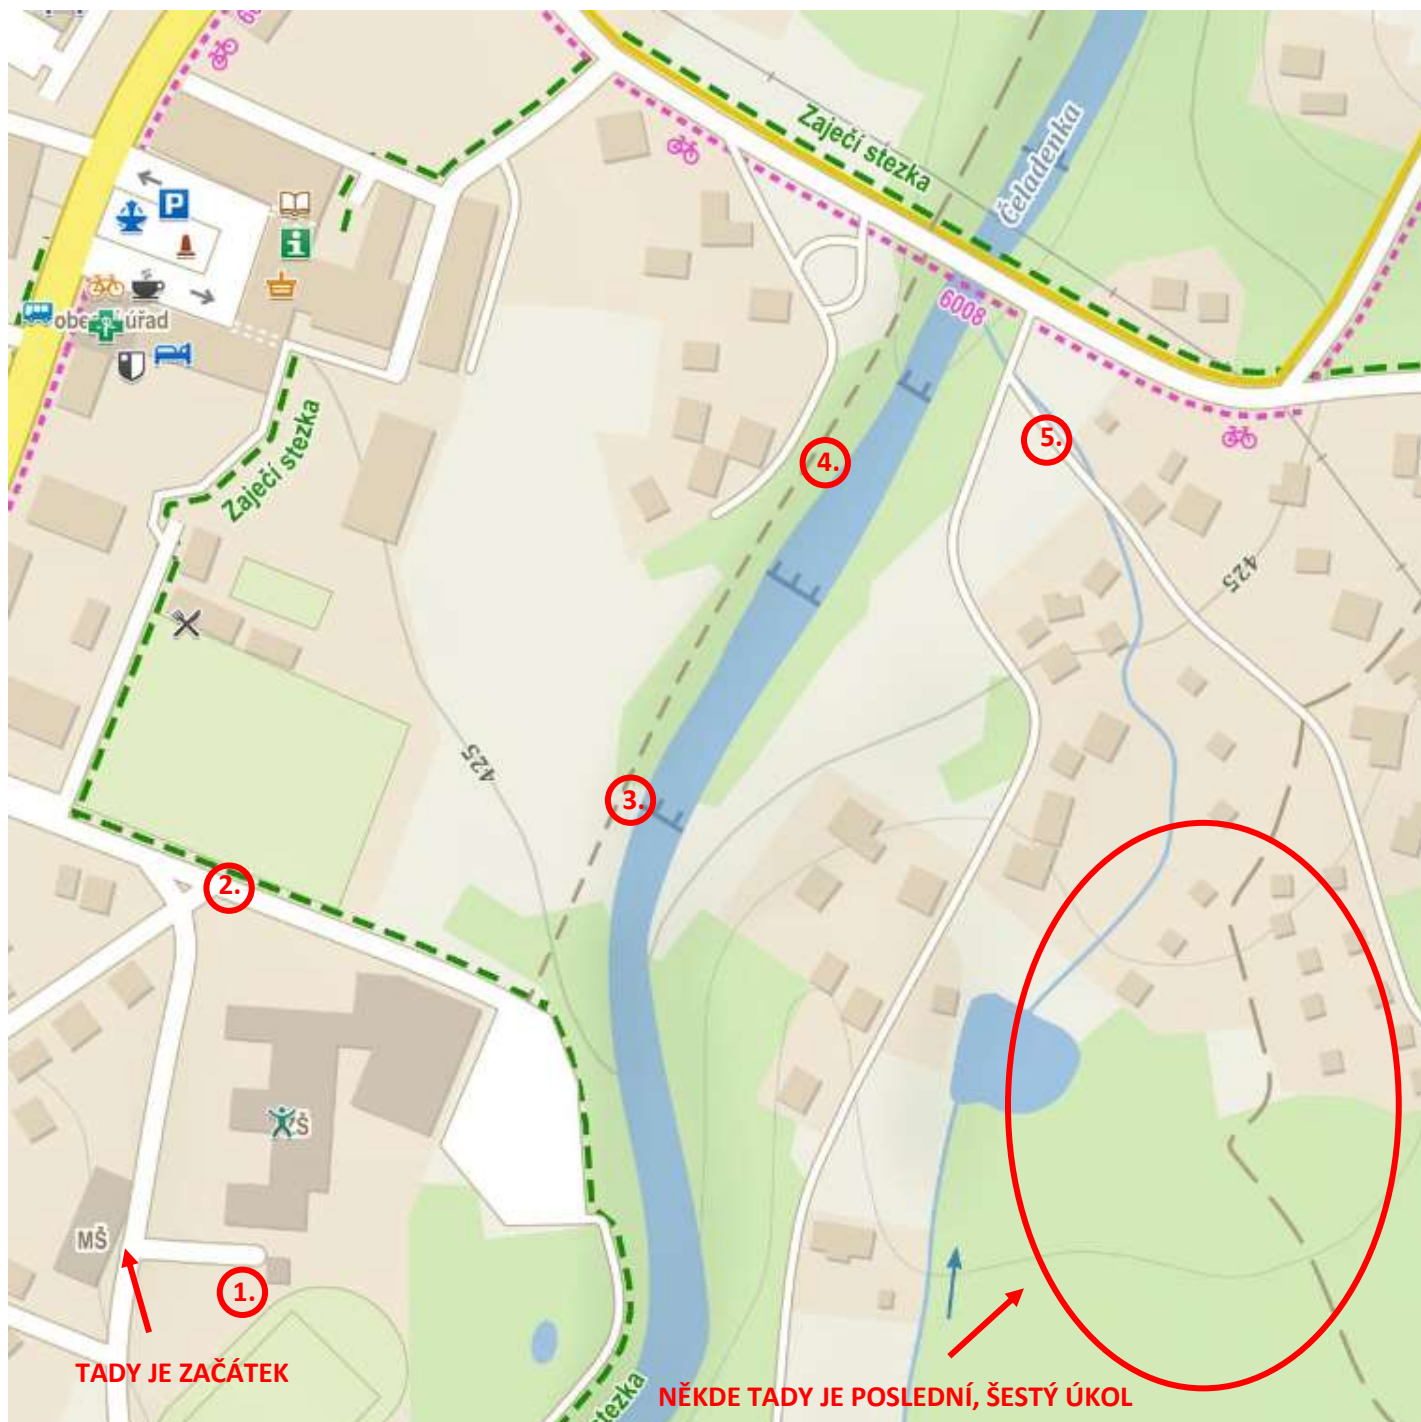 Zaječí stezka
Čeladenka
P
i
6008
úřad
Zaječí stezka
5.
4.
425
425
3.
2.
ZŠ
MŠ
1.
TADY JE ZAČÁTEK
NĚKDE TADY JE POSLEDNÍ, ŠESTÝ ÚKOL
stezka